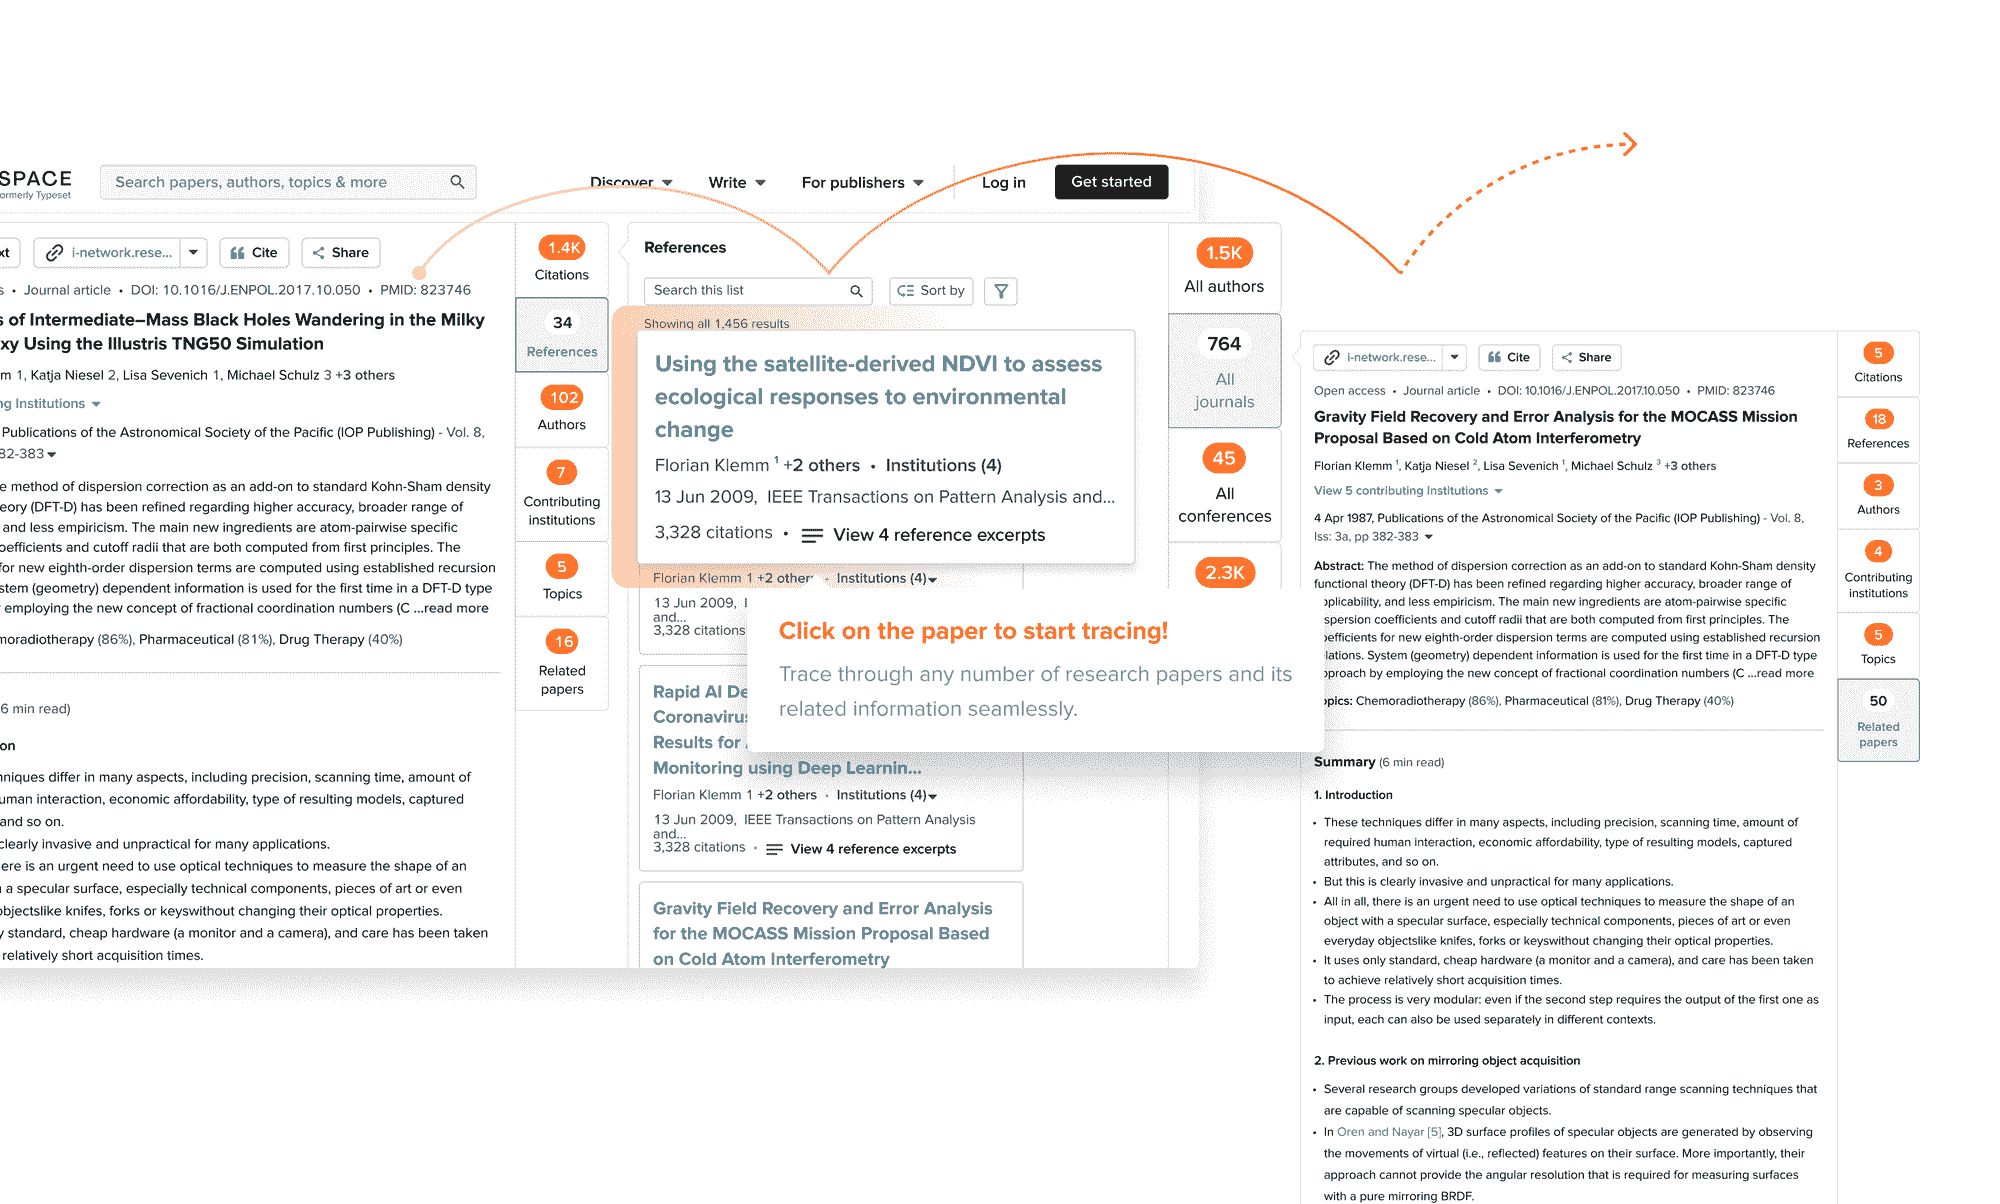 SPACE
ormerly Typeset
Search papers, authors, topics & more
Discover
Write
For publishers
Log in
Get started
xt
i-network.rese...
Cite
Share
s • Journal article • DOI: 10.1016/J.ENPOL.2017.10.050 • PMID: 823746
s of Intermediate–Mass Black Holes Wandering in the Milky
xy Using the Illustris TNG50 Simulation
m 1, Katja Niesel 2, Lisa Sevenich 1, Michael Schulz 3 +3 others
ng Institutions
Publications of the Astronomical Society of the Pacific (IOP Publishing) - Vol. 8,
82-383
e method of dispersion correction as an add-on to standard Kohn-Sham density
eory (DFT-D) has been refined regarding higher accuracy, broader range of
and less empiricism. The main new ingredients are atom-pairwise specific
oefficients and cutoff radii that are both computed from first principles. The
for new eighth-order dispersion terms are computed using established recursion
stem (geometry) dependent information is used for the first time in a DFT-D type
employing the new concept of fractional coordination numbers (C ...read more
moradiotherapy (86%), Pharmaceutical (81%), Drug Therapy (40%)
6 min read)
on
hniques differ in many aspects, including precision, scanning time, amount of
uman interaction, economic affordability, type of resulting models, captured
and so on.
clearly invasive and unpractical for many applications.
ere is an urgent need to use optical techniques to measure the shape of an
a specular surface, especially technical components, pieces of art or even
objectslike knifes, forks or keyswithout changing their optical properties.
y standard, cheap hardware (a monitor and a camera), and care has been taken
relatively short acquisition times.
1.4K
Citations
34
References
102
Authors
7
Contributing
institutions
5
Topics
16
Related
papers
References
Search this list
Sort by
Showing all 1,456 results
Using the satellite-derived NDVI to assess
ecological responses to environmental
change
Florian Klemm 1 +2 others • Institutions (4)
13 Jun 2009, IEEE Transactions on Pattern Analysis and...
3,328 citations • View 4 reference excerpts
Florian Klemm 1 +2 other • Institutions (4)
13 Jun 2009, I
and...
3,328 citations
Click on the paper to start tracing!
Trace through any number of research papers and its
related information seamlessly.
Rapid AI De
Coronavirus
Results for
Monitoring using Deep Learnin...
Florian Klemm 1 +2 others • Institutions (4)
13 Jun 2009, IEEE Transactions on Pattern Analysis
and...
3,328 citations • View 4 reference excerpts
Gravity Field Recovery and Error Analysis
for the MOCASS Mission Proposal Based
on Cold Atom Interferometry
1.5K
All authors
764
All
journals
45
All
conferences
2.3K
i-network.rese...
Cite
Share
Open access • Journal article • DOI: 10.1016/J.ENPOL.2017.10.050 • PMID: 823746
Gravity Field Recovery and Error Analysis for the MOCASS Mission
Proposal Based on Cold Atom Interferometry
Florian Klemm 1, Katja Niesel 2, Lisa Sevenich 1, Michael Schulz 3 +3 others
View 5 contributing Institutions
4 Apr 1987, Publications of the Astronomical Society of the Pacific (IOP Publishing) - Vol. 8,
Iss: 3a, pp 382-383
Abstract: The method of dispersion correction as an add-on to standard Kohn-Sham density
functional theory (DFT-D) has been refined regarding higher accuracy, broader range of
pplicability, and less empiricism. The main new ingredients are atom-pairwise specific
spersion coefficients and cutoff radii that are both computed from first principles. The
oefficients for new eighth-order dispersion terms are computed using established recursion
lations. System (geometry) dependent information is used for the first time in a DFT-D type
pproach by employing the new concept of fractional coordination numbers (C ...read more
opics: Chemoradiotherapy (86%), Pharmaceutical (81%), Drug Therapy (40%)
Summary (6 min read)
1. Introduction
• These techniques differ in many aspects, including precision, scanning time, amount of
required human interaction, economic affordability, type of resulting models, captured
attributes, and so on.
• But this is clearly invasive and unpractical for many applications.
• All in all, there is an urgent need to use optical techniques to measure the shape of an
object with a specular surface, especially technical components, pieces of art or even
everyday objectslike knifes, forks or keyswithout changing their optical properties.
• It uses only standard, cheap hardware (a monitor and a camera), and care has been taken
to achieve relatively short acquisition times.
• The process is very modular: even if the second step requires the output of the first one as
input, each can also be used separately in different contexts.
2. Previous work on mirroring object acquisition
• Several research groups developed variations of standard range scanning techniques that
are capable of scanning specular objects.
• In Oren and Nayar [5], 3D surface profiles of specular objects are generated by observing
the movements of virtual (i.e., reflected) features on their surface. More importantly, their
approach cannot provide the angular resolution that is required for measuring surfaces
with a pure mirroring BRDF.
5
Citations
18
References
3
Authors
4
Contributing
institutions
5
Topics
50
Related
papers